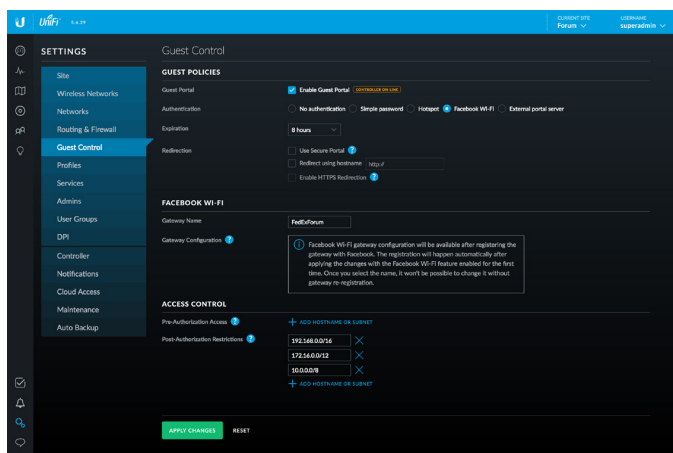 UniFi 5.6.29
CURRENT SITE
Forum
USERNAME
superadmin
SETTINGS
Site
Wireless Networks
Networks
Routing & Firewall
Guest Control
Profiles
Services
Admins
User Groups
DPI
Controller
Notifications
Cloud Access
Maintenance
Auto Backup
Guest Control
GUEST POLICIES
Guest Portal
Enable Guest Portal CONTROLLER ON-LINE
Authentication
No authentication Simple password Hotspot Facebook Wi-Fi External portal server
Expiration
8 hours
Redirection
Use Secure Portal ?
Redirect using hostname http://
Enable HTTPS Redirection ?
FACEBOOK WI-FI
Gateway Name
FedExForum
Gateway Configuration ?
Facebook Wi-Fi gateway configuration will be available after registering the
gateway with Facebook. The registration will happen automatically after
applying the changes with the Facebook Wi-Fi feature enabled for the first
time. Once you select the name, it won't be possible to change it without
gateway re-registration.
ACCESS CONTROL
Pre-Authorization Access ?
+ ADD HOSTNAME OR SUBNET
Post-Authorization Restrictions ?
192.168.0.0/16
172.16.0.0/12
10.0.0.0/8
+ ADD HOSTNAME OR SUBNET
APPLY CHANGES RESET